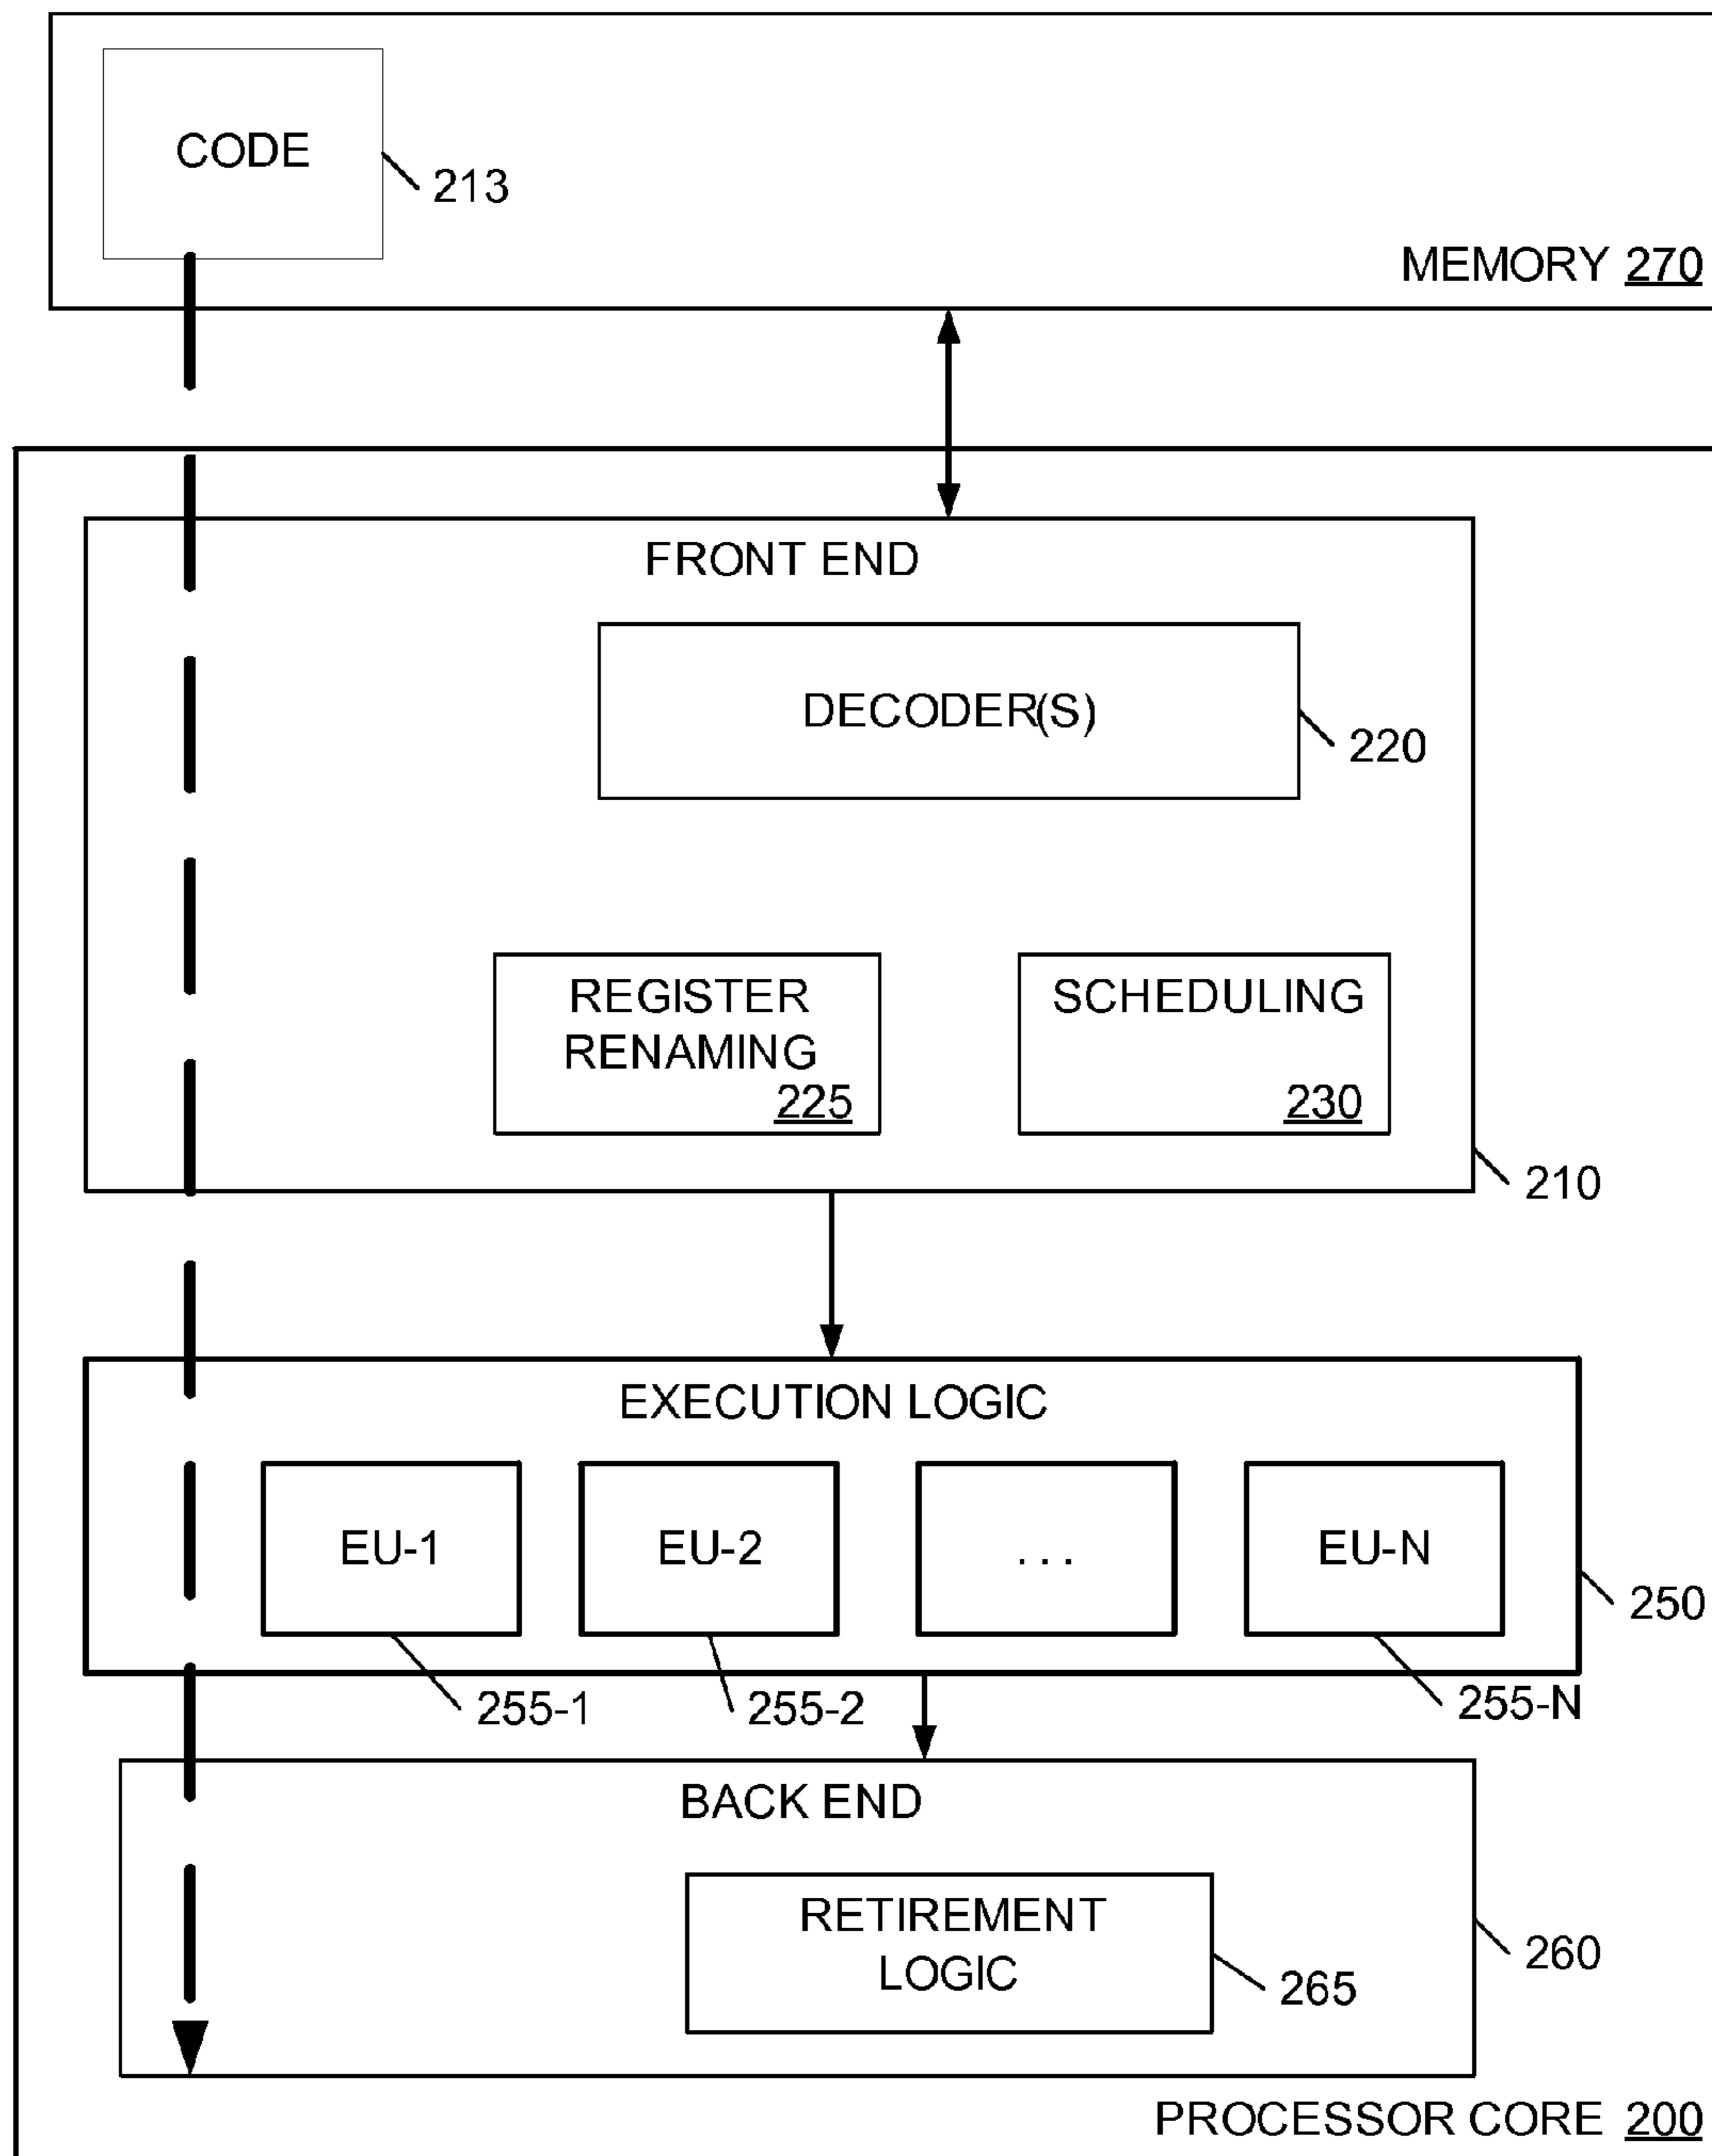 CODE
213
MEMORY 270
FRONT END
DECODER(S)
220
REGISTER
RENAMING
225
SCHEDULING
230
210
EXECUTION LOGIC
EU-1
EU-2
. . .
EU-N
250
255-1
255-2
255-N
BACK END
RETIREMENT
LOGIC
265
260
PROCESSOR CORE 200